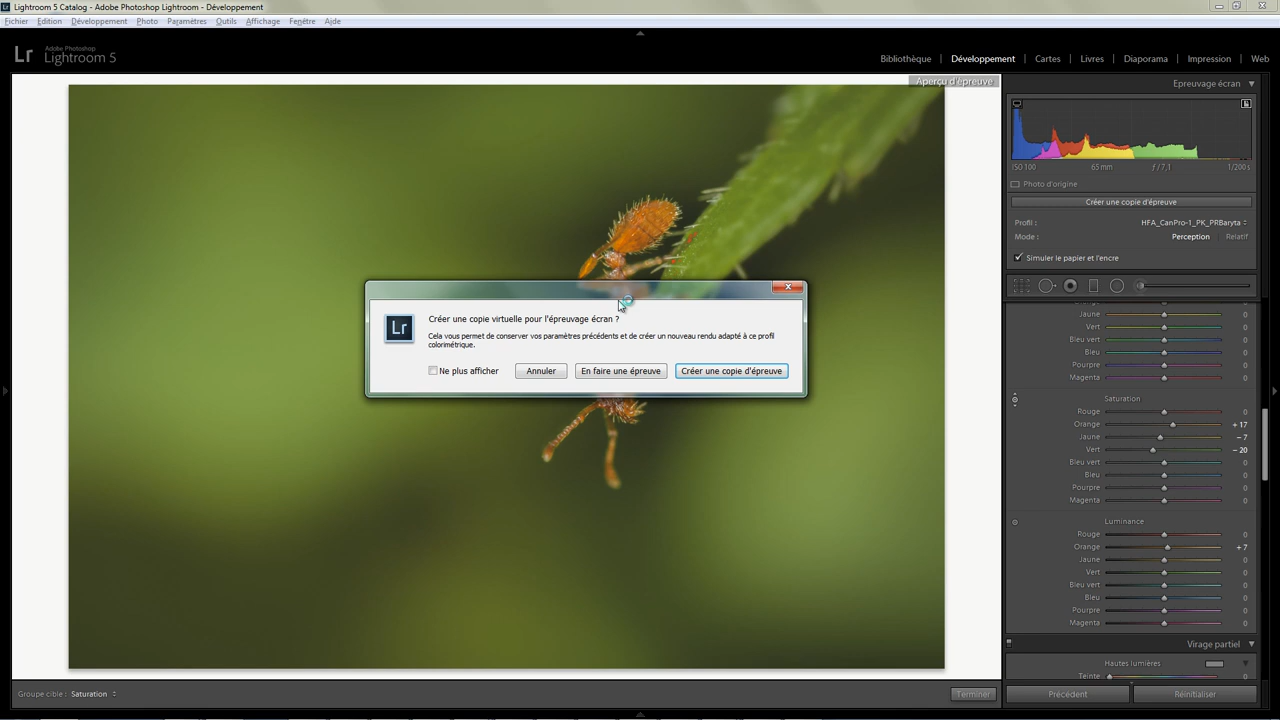 Lightroom 5 Catalog - Adobe Photoshop Lightroom - Développement
Fichier Edition Développement Photo Paramètres Outils Affichage Fenêtre Aide
Lr Adobe Photoshop
Lightroom 5
Bibliothèque Développement Cartes Livres Diaporama Impression Web
Aperçu d'épreuve
Epreuvage écran
ISO 100 65 mm ƒ / 7,1 1/200 s
Photo d'origine
Créer une copie d'épreuve
Profil : HFA_CanPro-1_PK_PRBaryta
Mode : Perception Relatif
Simuler le papier et l'encre
Créer une copie virtuelle pour l'épreuvage écran ?
Lr
Cela vous permet de conserver vos paramètres précédents et de créer un nouveau rendu adapté à ce profil
colorimétrique.
Ne plus afficher Annuler En faire une épreuve Créer une copie d'épreuve
Jaune 0
Vert 0
Bleu vert 0
Bleu 0
Pourpre 0
Magenta 0
Saturation
Rouge 0
Orange + 17
Jaune − 7
Vert − 20
Bleu vert 0
Bleu 0
Pourpre 0
Magenta 0
Luminance
Rouge 0
Orange + 7
Jaune 0
Vert 0
Bleu vert 0
Bleu 0
Pourpre 0
Magenta 0
Virage partiel
Hautes lumières
Teinte 0
Groupe cible : Saturation Terminer Précédent Réinitialiser